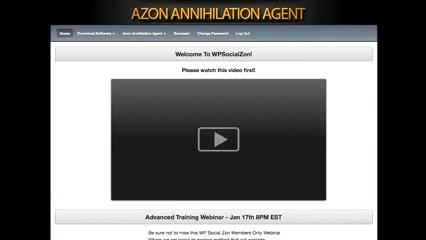 AZON ANNIHILATION AGENT
Home Download Software Azon Annihilation Agent Bonuses Change Password Log Out
Welcome To WPSocialZon!
Please watch this video first!
Advanced Training Webinar - Jan 17th 8PM EST
Be sure not to miss this WP Social Zon Members Only Webinar